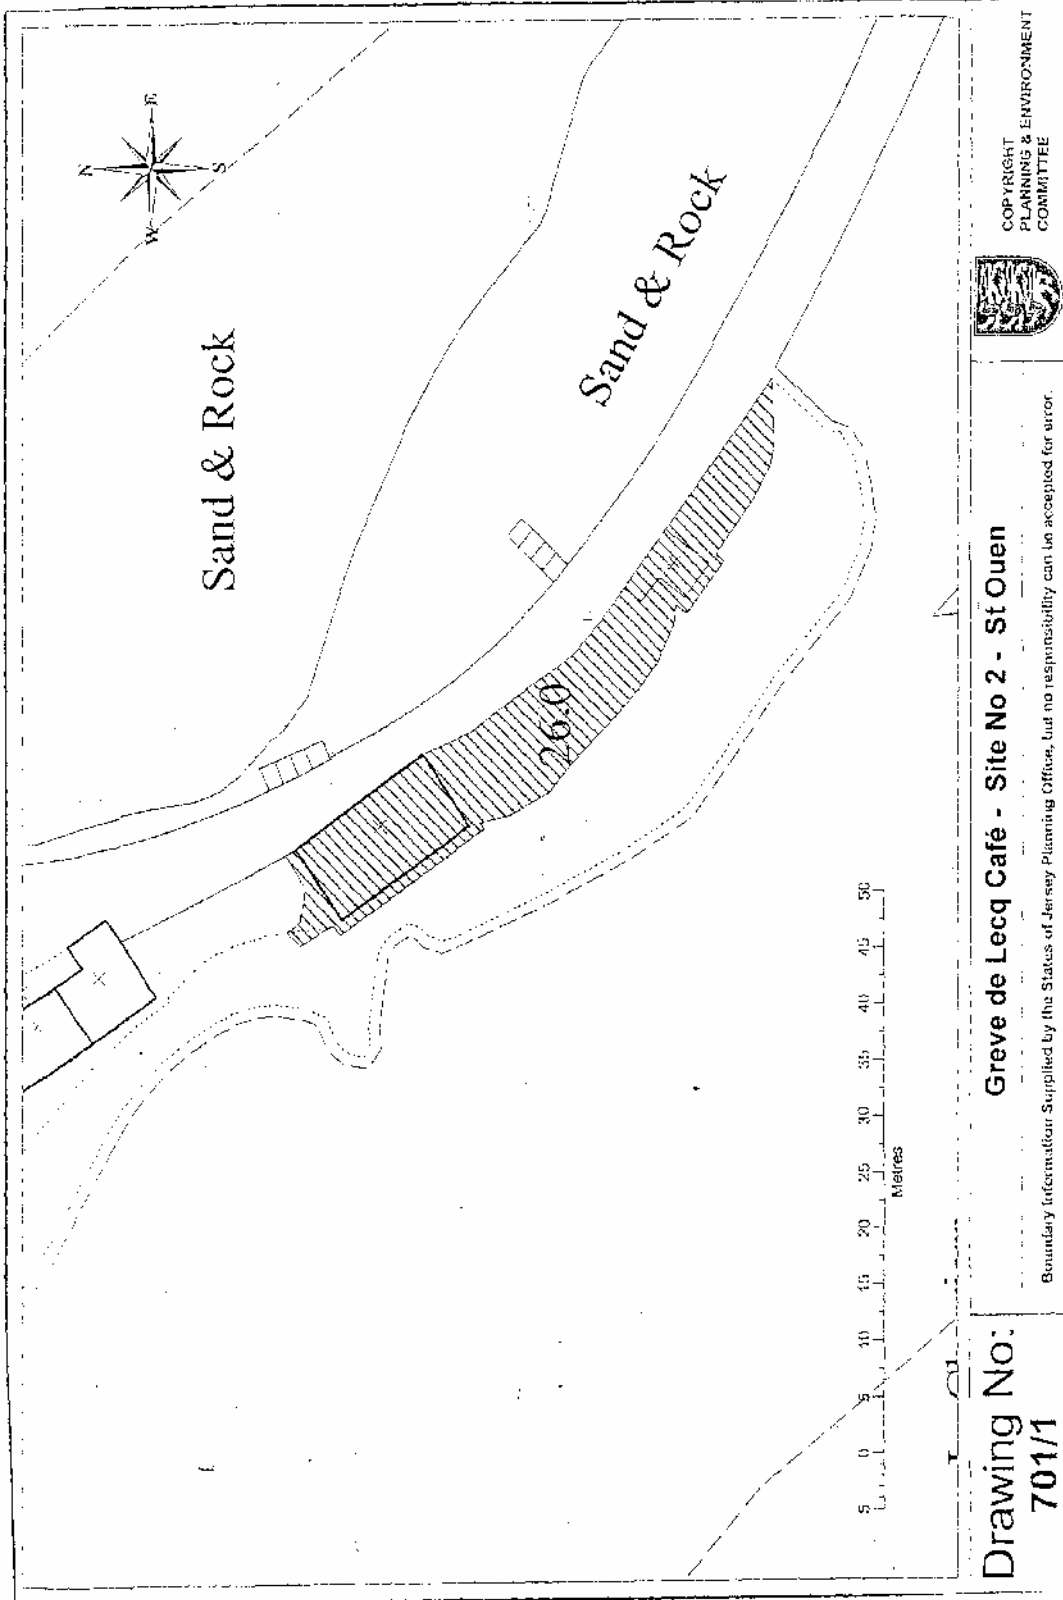 N
E
S
W
Sand & Rock
Sand & Rock
26.0
5 0 5 10 15 20 25 30 35 40 45 50
Metres
Drawing No:
701/1
Greve de Lecq Café - Site No 2 - St Ouen
Boundary Information Supplied by the States of Jersey Planning Office, but no responsibility can be accepted for error.
COPYRIGHT
PLANNING & ENVIRONMENT
COMMITTEE